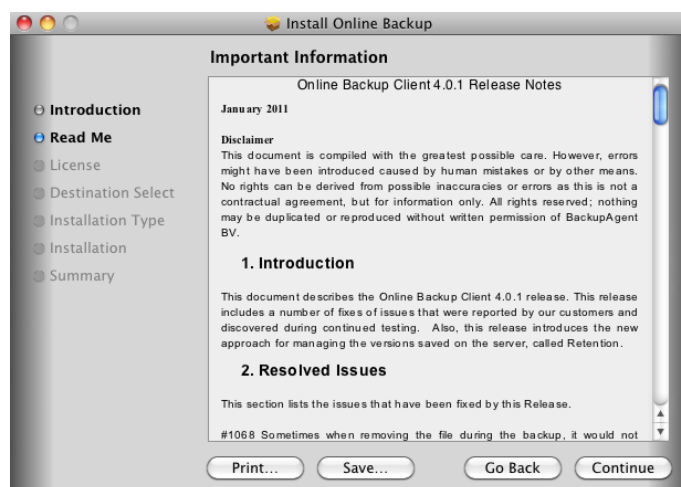 Install Online Backup
Important Information
Introduction
Read Me
License
Destination Select
Installation Type
Installation
Summary
Online Backup Client 4.0.1 Release Notes
January 2011
Disclaimer
This document is compiled with the greatest possible care. However, errors
might have been introduced caused by human mistakes or by other means.
No rights can be derived from possible inaccuracies or errors as this is not a
contractual agreement, but for information only. All rights reserved; nothing
may be duplicated or reproduced without written permission of BackupAgent
BV.
1. Introduction
This document describes the Online Backup Client 4.0.1 release. This release
includes a number of fixes of issues that were reported by our customers and
discovered during continued testing. Also, this release introduces the new
approach for managing the versions saved on the server, called Retention.
2. Resolved Issues
This section lists the issues that have been fixed by this Release.
#1068 Sometimes when removing the file during the backup, it would not
Print...
Save...
Go Back
Continue